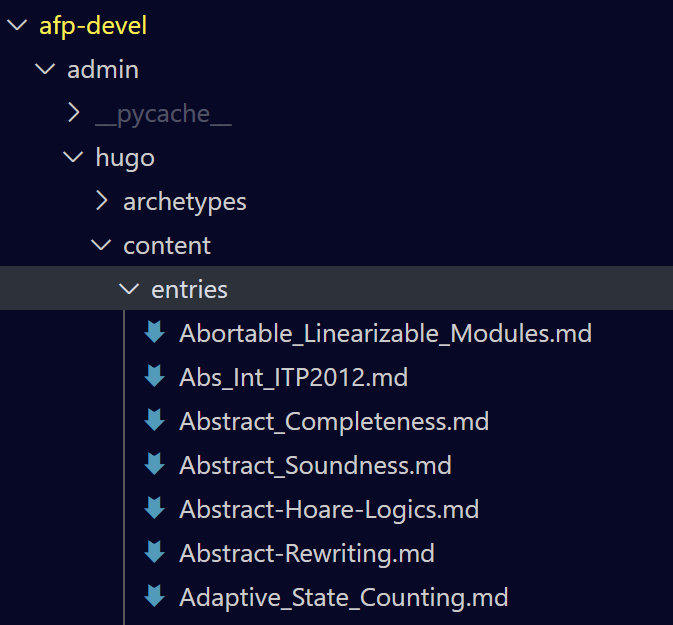 afp-devel
admin
__pycache__
hugo
archetypes
content
entries
Abortable_Linearizable_Modules.md
Abs_Int_ITP2012.md
Abstract_Completeness.md
Abstract_Soundness.md
Abstract-Hoare-Logics.md
Abstract-Rewriting.md
Adaptive_State_Counting.md